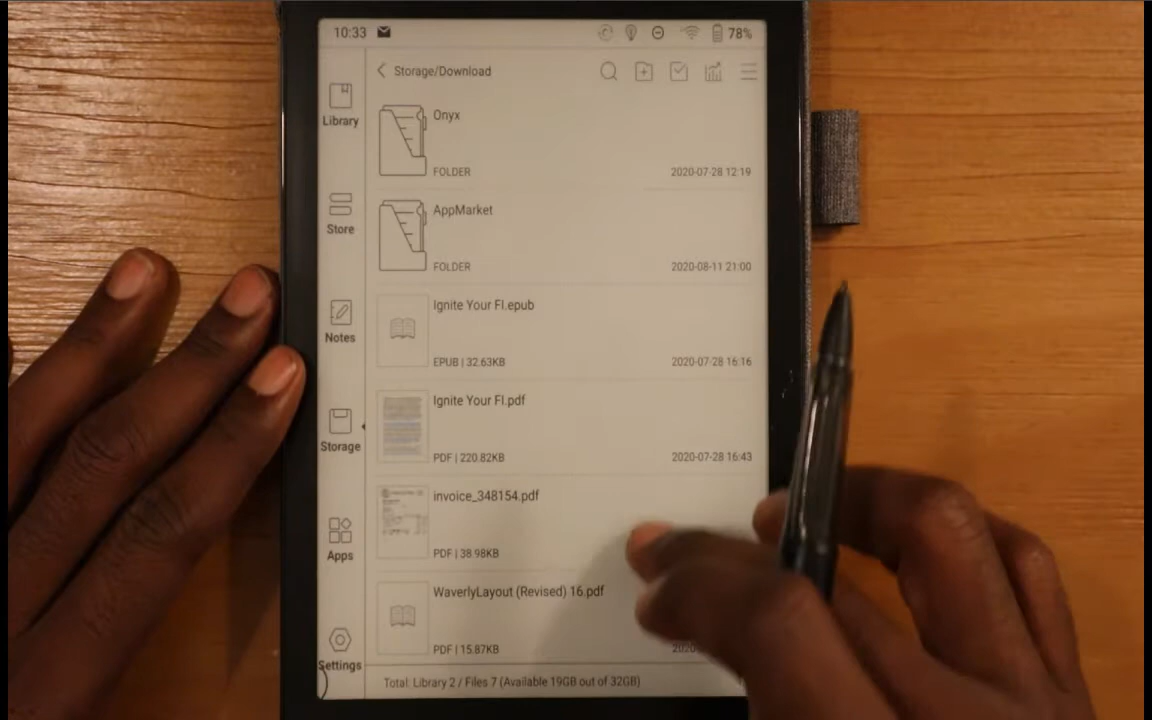 10:33 78%
Storage/Download
Library
Store
Notes
Storage
Apps
Settings
Onyx
FOLDER 2020-07-28 12:19
AppMarket
FOLDER 2020-08-11 21:00
Ignite Your FI.epub
EPUB | 32.63KB 2020-07-28 16:16
Ignite Your FI.pdf
PDF | 220.82KB 2020-07-28 16:43
invoice_348154.pdf
PDF | 38.98KB
WaverlyLayout (Revised) 16.pdf
PDF | 15.87KB
Total: Library 2 / Files 7 (Available 19GB out of 32GB)